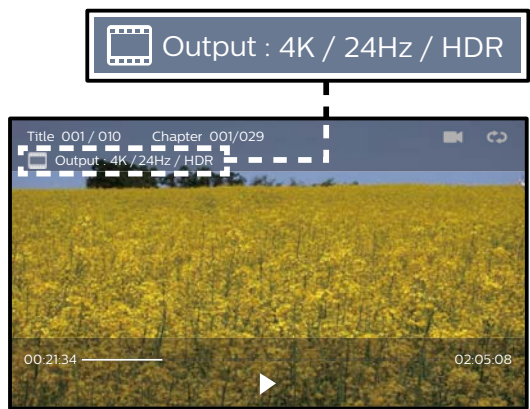 Output : 4K / 24Hz / HDR
Title 001 / 010 Chapter 001/029
Output : 4K / 24Hz / HDR
00:21:34 02:05:08